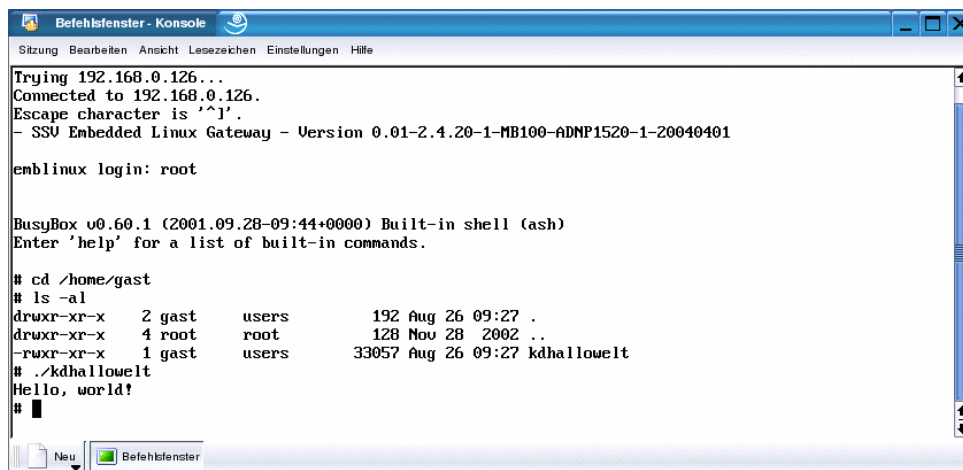 Befehlsfenster - Konsole
Sitzung Bearbeiten Ansicht Lesezeichen Einstellungen Hilfe
Trying 192.168.0.126...
Connected to 192.168.0.126.
Escape character is '^]'.
- SSV Embedded Linux Gateway - Version 0.01-2.4.20-1-MB100-ADNP1520-1-20040401
emblinux login: root
BusyBox v0.60.1 (2001.09.28-09:44+0000) Built-in shell (ash)
Enter 'help' for a list of built-in commands.
# cd /home/gast
# ls -al
drwxr-xr-x 2 gast users 192 Aug 26 09:27 .
drwxr-xr-x 4 root root 128 Nov 28 2002 ..
-rwxr-xr-x 1 gast users 33057 Aug 26 09:27 kdhallowelt
# ./kdhallowelt
Hello, world!
#
Neu Befehlsfenster